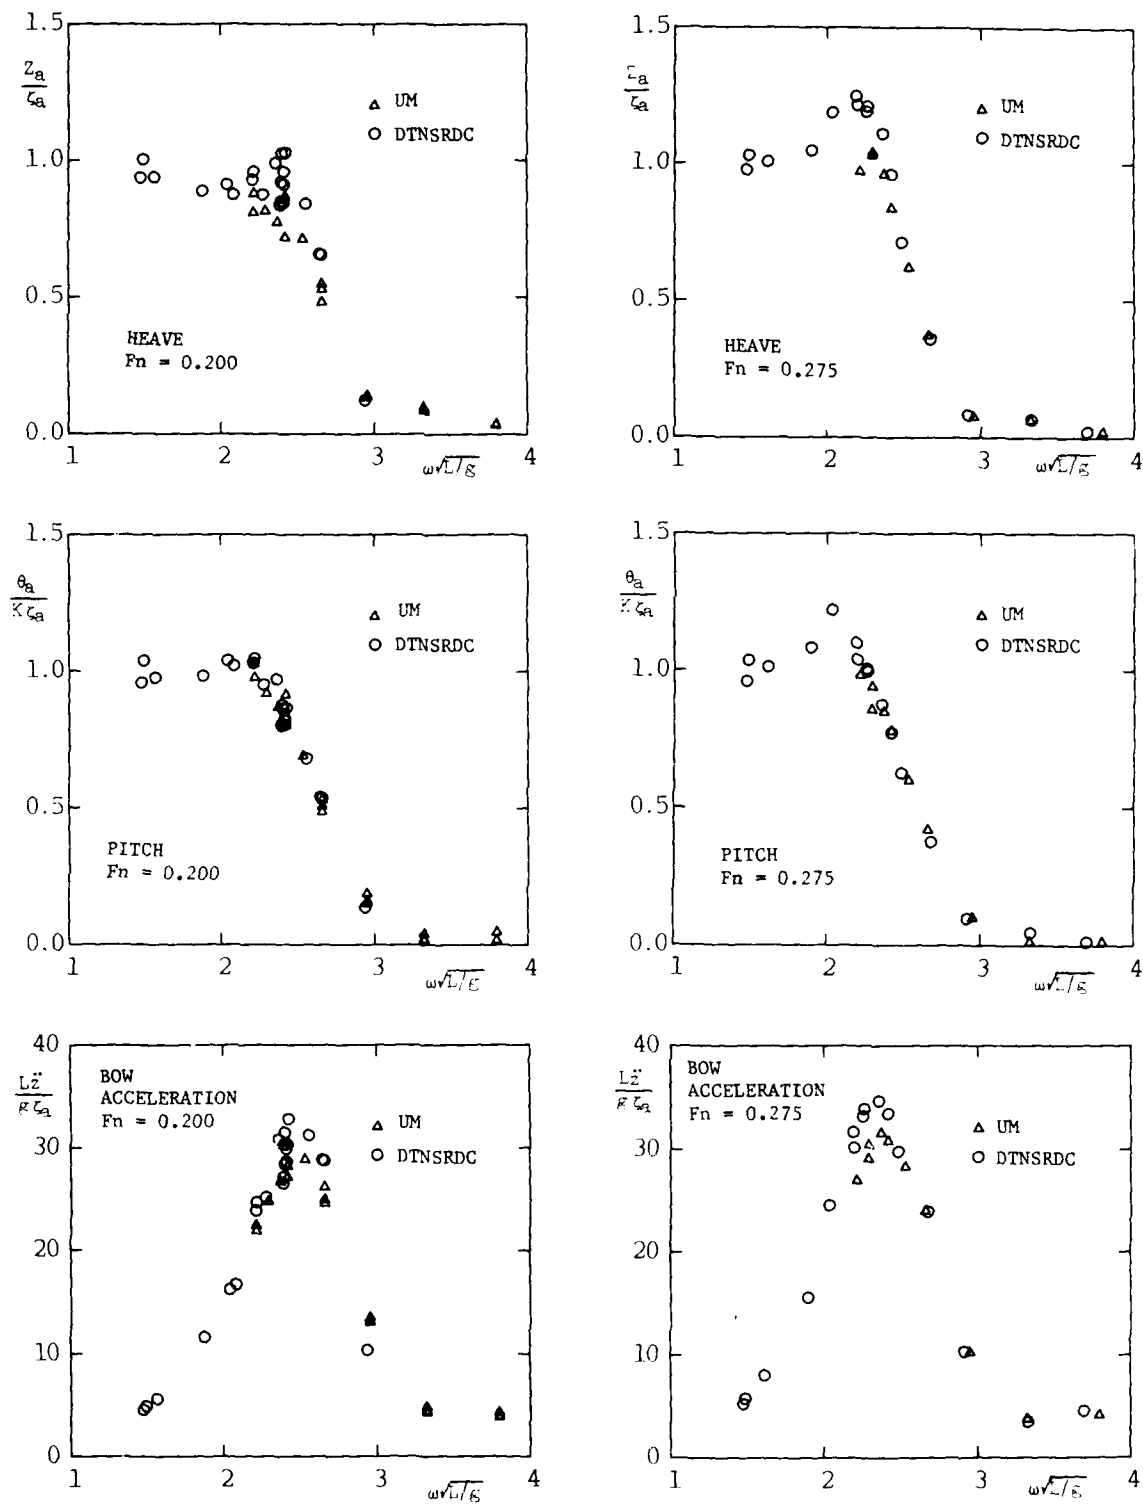 1.5
Za
ζa
1.0
0.5
0.0
△ UM
○ DTNSRDC
HEAVE
Fn = 0.200
1 2 3 4
ω√L/g
1.5
ζa
1.0
0.5
0.0
△ UM
○ DTNSRDC
HEAVE
Fn = 0.275
1 2 3 4
ω√L/g
1.5
θa
Kζa
1.0
0.5
0.0
△ UM
○ DTNSRDC
PITCH
Fn = 0.200
1 2 3 4
ω√L/g
1.5
θa
Kζa
1.0
0.5
0.0
△ UM
○ DTNSRDC
PITCH
Fn = 0.275
1 2 3 4
ω√L/g
40
Lz̈
gζa
30
20
10
0
BOW
ACCELERATION
Fn = 0.200
△ UM
○ DTNSRDC
1 2 3 4
ω√L/g
40
Lz̈
gζa
30
20
10
0
BOW
ACCELERATION
Fn = 0.275
△ UM
○ DTNSRDC
1 2 3 4
ω√L/g